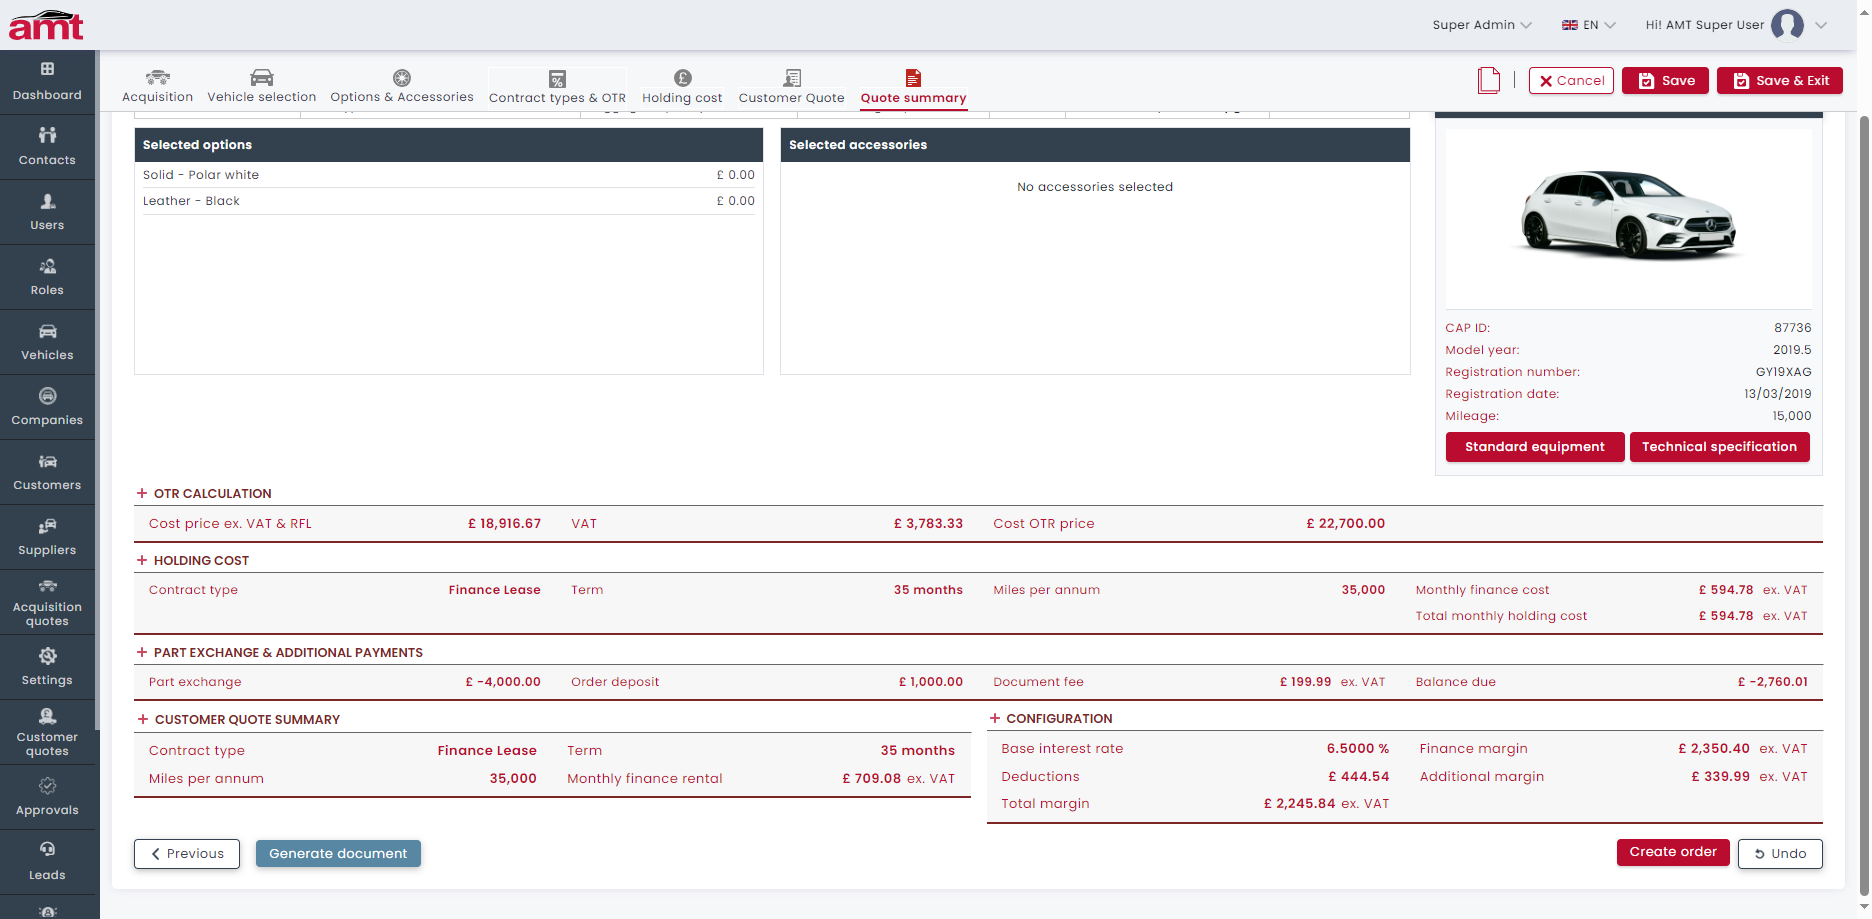 amt
Super Admin
EN
Hi! AMT Super User
Dashboard
Contacts
Users
Roles
Vehicles
Companies
Customers
Suppliers
Acquisition
quotes
Settings
Customer
quotes
Approvals
Leads
Acquisition
Vehicle selection
Options & Accessories
Contract types & OTR
Holding cost
Customer Quote
Quote summary
Cancel
Save
Save & Exit
Selected options
Solid - Polar white £ 0.00
Leather - Black £ 0.00
Selected accessories
No accessories selected
CAP ID: 87736
Model year: 2019.5
Registration number: GY19XAG
Registration date: 13/03/2019
Mileage: 15,000
Standard equipment
Technical specification
+ OTR CALCULATION
Cost price ex. VAT & RFL £ 18,916.67 VAT £ 3,783.33 Cost OTR price £ 22,700.00
+ HOLDING COST
Contract type Finance Lease Term 35 months Miles per annum 35,000 Monthly finance cost £ 594.78 ex. VAT
Total monthly holding cost £ 594.78 ex. VAT
+ PART EXCHANGE & ADDITIONAL PAYMENTS
Part exchange £ -4,000.00 Order deposit £ 1,000.00 Document fee £ 199.99 ex. VAT Balance due £ -2,760.01
+ CUSTOMER QUOTE SUMMARY
Contract type Finance Lease Term 35 months
Miles per annum 35,000 Monthly finance rental £ 709.08 ex. VAT
+ CONFIGURATION
Base interest rate 6.5000 % Finance margin £ 2,350.40 ex. VAT
Deductions £ 444.54 Additional margin £ 339.99 ex. VAT
Total margin £ 2,245.84 ex. VAT
Previous
Generate document
Create order
Undo